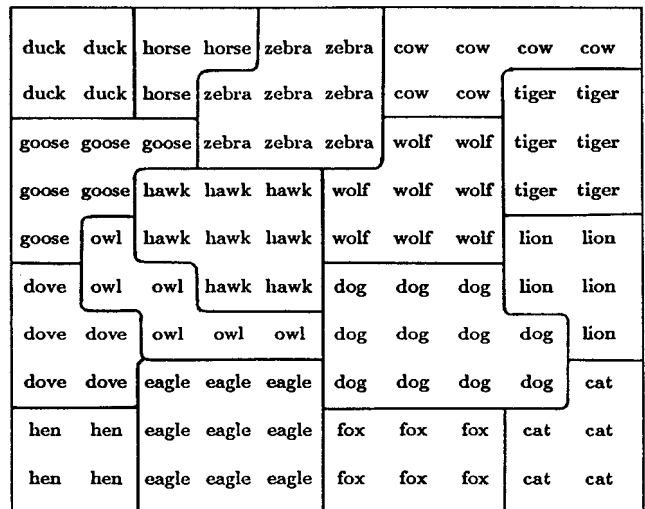 duck duck horse horse zebra zebra cow cow cow cow
duck duck horse zebra zebra zebra cow cow tiger tiger
goose goose goose zebra zebra zebra wolf wolf tiger tiger
goose goose hawk hawk hawk wolf wolf wolf tiger tiger
goose owl hawk hawk hawk wolf wolf wolf lion lion
dove owl owl hawk hawk dog dog dog lion lion
dove dove owl owl owl dog dog dog dog lion
dove dove eagle eagle eagle dog dog dog dog cat
hen hen eagle eagle eagle fox fox fox cat cat
hen hen eagle eagle eagle fox fox fox cat cat